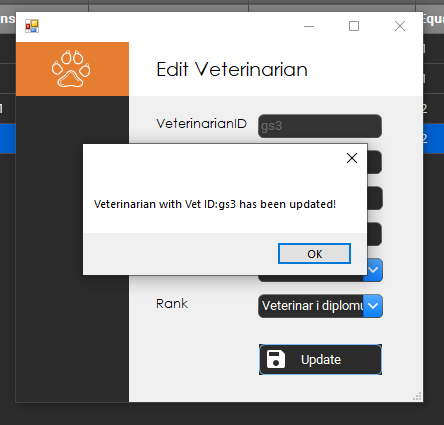 Edit Veterinarian
VeterinarianID
gs3
Veterinarian with Vet ID:gs3 has been updated!
OK
Rank
Veterinar i diplomu
Update